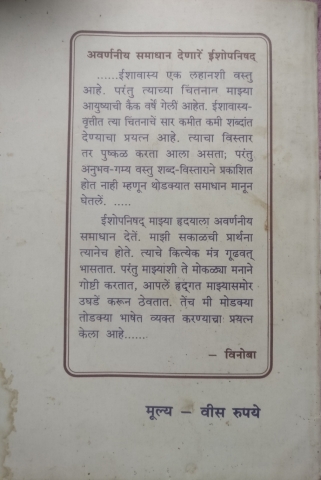 अवर्णनीय समाधान देणारें ईशोपनिषद्
......ईशावास्य एक लहानशी वस्तु
आहे. परंतु त्याच्या चिंतनांत माझ्या
आयुष्याची कैक वर्षे गेलीं आहेत. ईशावास्य-
वृत्तींत त्या चिंतनाचें सार कमींत कमी शब्दांत
देण्याचा प्रयत्न आहे. त्याचा विस्तार
तर पुष्कळ करता आला असता; परंतु
अनुभव-गम्य वस्तु शब्द-विस्ताराने प्रकाशित
होत नाही म्हणून थोडक्यात समाधान मानून
घेतलें. .....
ईशोपनिषद् माझ्या हृदयाला अवर्णनीय
समाधान देतें. माझी सकाळची प्रार्थना
त्यानेच होते. त्याचे कित्येक मंत्र गूढवत्
भासतात. परंतु माझ्याशी ते मोकळ्या मनाने
गोष्टी करतात, आपलें हृद्गत माझ्यासमोर
उघडें करून ठेवतात. तेंच मी मोडक्या
तोडक्या भाषेत व्यक्त करण्याचा प्रयत्न
केला आहे......
– विनोबा
मूल्य – वीस रुपये